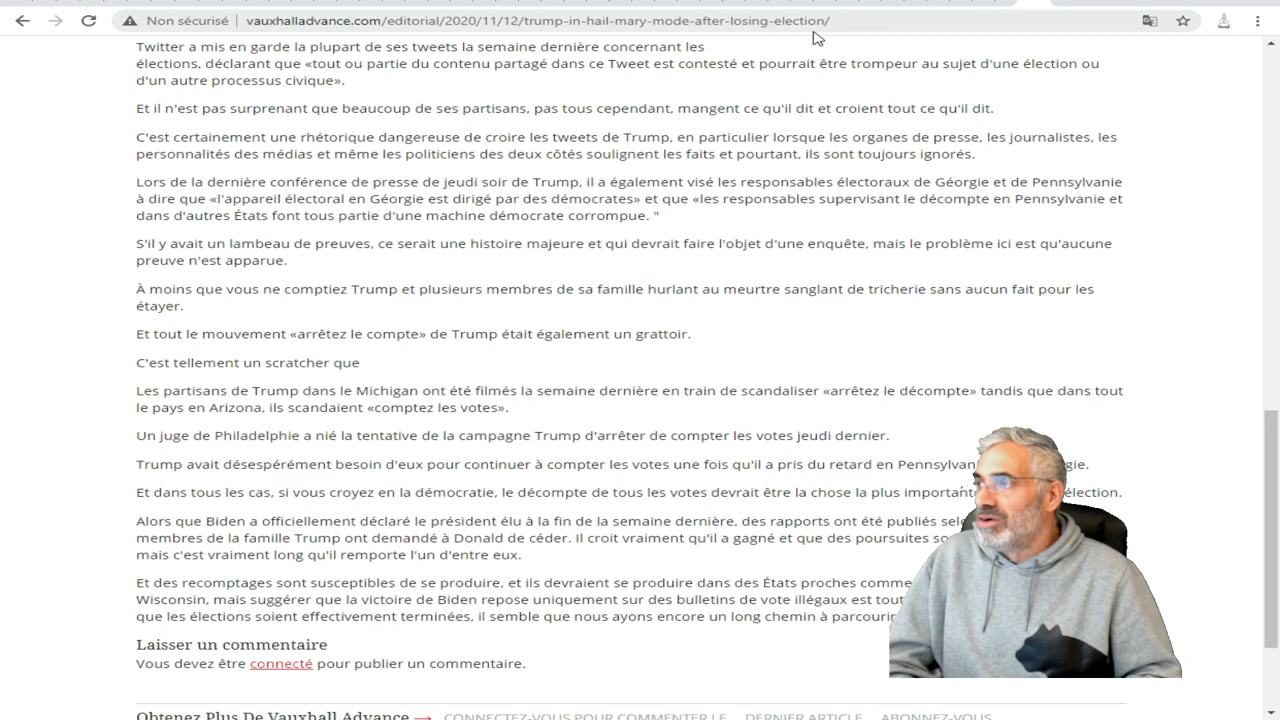 Non sécurisé | vauxhalladvance.com/editorial/2020/11/12/trump-in-hail-mary-mode-after-losing-election/
Twitter a mis en garde la plupart de ses tweets la semaine dernière concernant les
élections, déclarant que «tout ou partie du contenu partagé dans ce Tweet est contesté et pourrait être trompeur au sujet d'une élection ou
d'un autre processus civique».
Et il n'est pas surprenant que beaucoup de ses partisans, pas tous cependant, mangent ce qu'il dit et croient tout ce qu'il dit.
C'est certainement une rhétorique dangereuse de croire les tweets de Trump, en particulier lorsque les organes de presse, les journalistes, les
personnalités des médias et même les politiciens des deux côtés soulignent les faits et pourtant, ils sont toujours ignorés.
Lors de la dernière conférence de presse de jeudi soir de Trump, il a également visé les responsables électoraux de Géorgie et de Pennsylvanie
à dire que «l'appareil électoral en Géorgie est dirigé par des démocrates» et que «les responsables supervisant le décompte en Pennsylvanie et
dans d'autres États font tous partie d'une machine démocrate corrompue. "
S'il y avait un lambeau de preuves, ce serait une histoire majeure et qui devrait faire l'objet d'une enquête, mais le problème ici est qu'aucune
preuve n'est apparue.
À moins que vous ne comptiez Trump et plusieurs membres de sa famille hurlant au meurtre sanglant de tricherie sans aucun fait pour les
étayer.
Et tout le mouvement «arrêtez le compte» de Trump était également un grattoir.
C'est tellement un scratcher que
Les partisans de Trump dans le Michigan ont été filmés la semaine dernière en train de scandaliser «arrêtez le décompte» tandis que dans tout
le pays en Arizona, ils scandaient «comptez les votes».
Un juge de Philadelphie a nié la tentative de la campagne Trump d'arrêter de compter les votes jeudi dernier.
Trump avait désespérément besoin d'eux pour continuer à compter les votes une fois qu'il a pris du retard en
Et dans tous les cas, si vous croyez en la démocratie, le décompte de tous les votes devrait être la chose la plus élection.
Alors que Biden a officiellement déclaré le président élu à la fin de la semaine dernière, des rapports ont été publiés
membres de la famille Trump ont demandé à Donald de céder. Il croit vraiment qu'il a gagné et que des poursuites
mais c'est vraiment long qu'il remporte l'un d'entre eux.
Et des recomptages sont susceptibles de se produire, et ils devraient se produire dans des États proches
Wisconsin, mais suggérer que la victoire de Biden repose uniquement sur des bulletins de vote illégaux est
que les élections soient effectivement terminées, il semble que nous ayons encore un long chemin à
Laisser un commentaire
Vous devez être connecté pour publier un commentaire.
Obtenez Plus De Vauxhall Advance → CONNECTEZ-VOUS POUR COMMENTER LE DERNIER ARTICLE ABONNEZ-VOUS